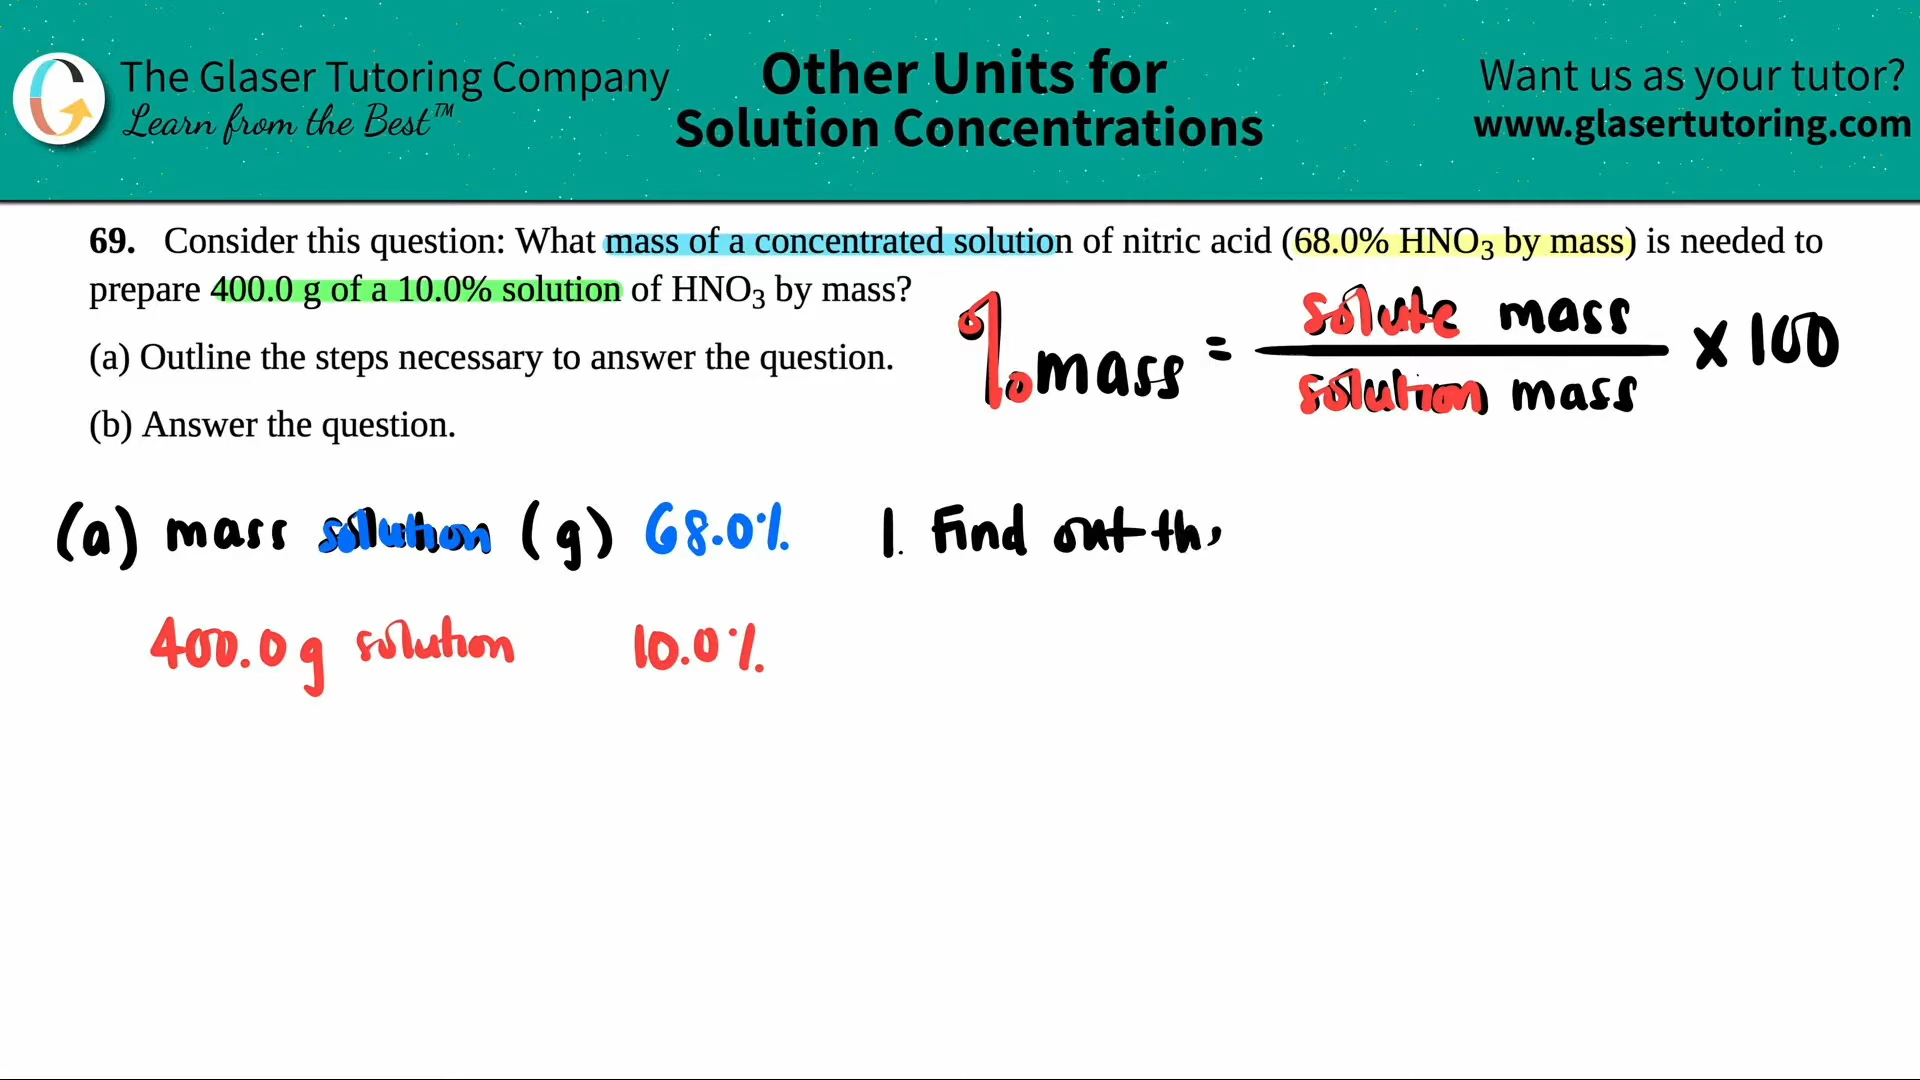 The Glaser Tutoring Company
Learn from the Best™
Other Units for
Solution Concentrations
Want us as your tutor?
www.glasertutoring.com
69. Consider this question: What mass of a concentrated solution of nitric acid (68.0% HNO₃ by mass) is needed to
prepare 400.0 g of a 10.0% solution of HNO₃ by mass?
(a) Outline the steps necessary to answer the question.
(b) Answer the question.
% mass = solute mass / solution mass x 100
(a) mass solution (g) 68.0%
400.0 g solution 10.0%
1. Find out th